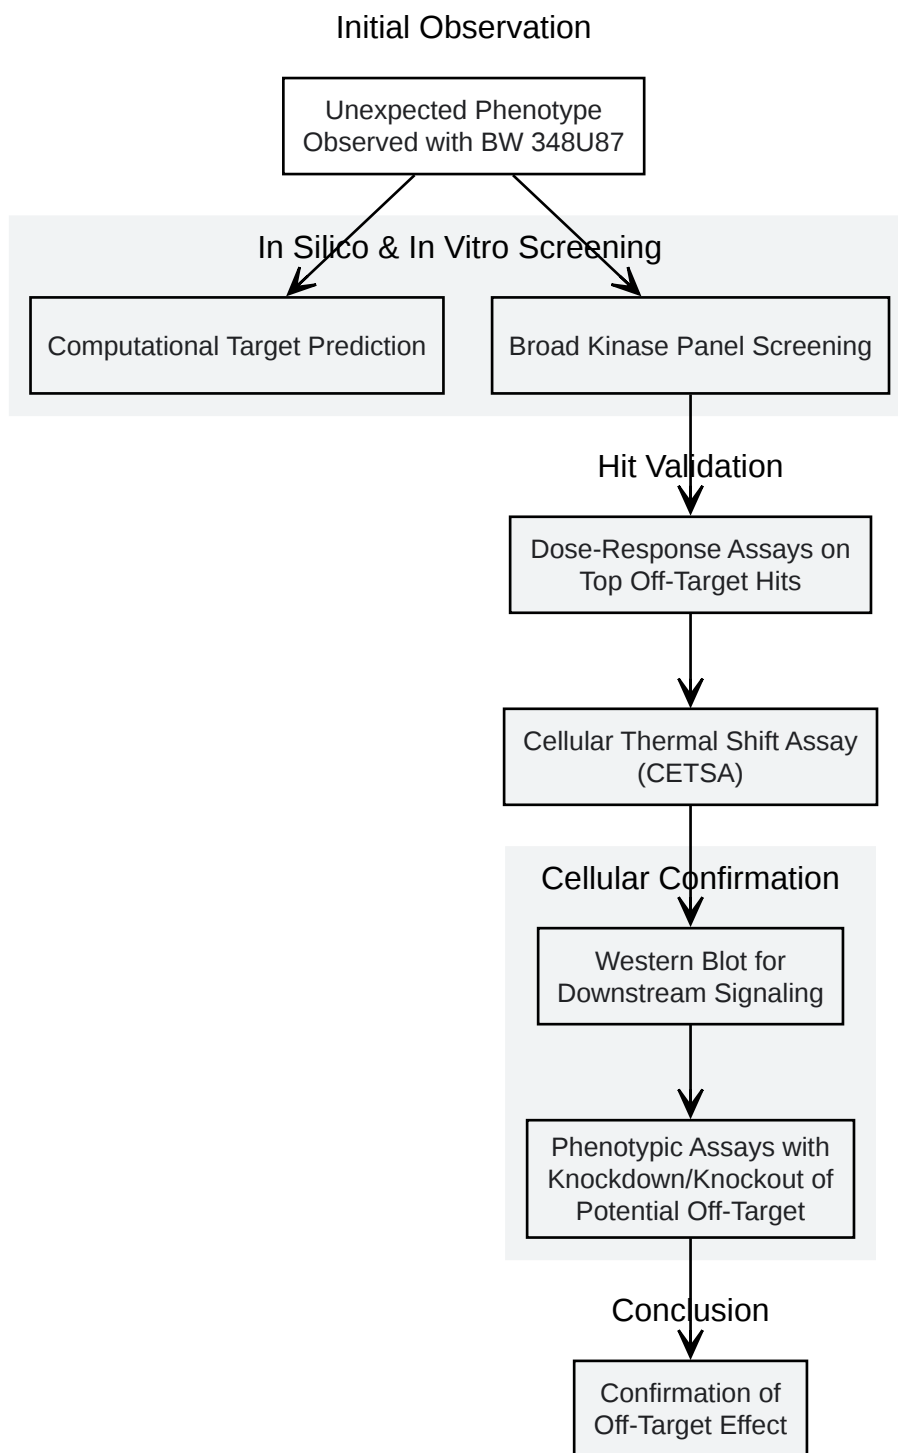 Initial Observation
Unexpected Phenotype
Observed with BW 348U87
In Silico & In Vitro Screening
Computational Target Prediction
Broad Kinase Panel Screening
Hit Validation
Dose-Response Assays on
Top Off-Target Hits
Cellular Thermal Shift Assay
(CETSA)
Cellular Confirmation
Western Blot for
Downstream Signaling
Phenotypic Assays with
Knockdown/Knockout of
Potential Off-Target
Conclusion
Confirmation of
Off-Target Effect